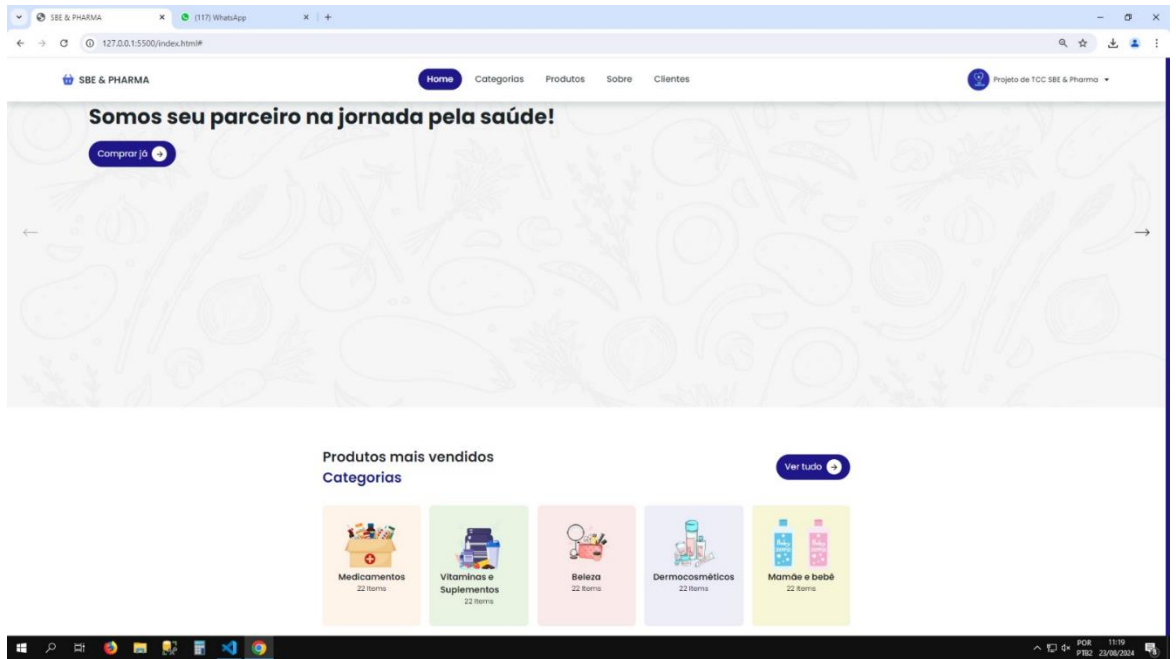 SBE & PHARMA
(117) WhatsApp
127.0.0.1:5500/index.html#
SBE & PHARMA
Home
Categorias
Produtos
Sobre
Clientes
Projeto de TCC SBE & Pharma
Somos seu parceiro na jornada pela saúde!
Comprar já
Produtos mais vendidos
Categorias
Ver tudo
Medicamentos
22 Items
Vitaminas e
Suplementos
22 Items
Beleza
22 Items
Dermocosméticos
22 Items
Mamãe e bebê
22 Items
POR
PTB2
11:19
23/08/2024